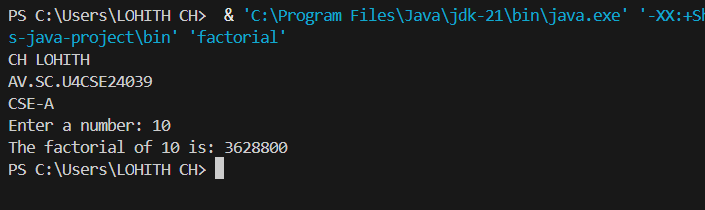 PS C:\Users\LOHITH CH>  & 'C:\Program Files\Java\jdk-21\bin\java.exe' '-XX:+Sh
s-java-project\bin' 'factorial'
CH LOHITH
AV.SC.U4CSE24039
CSE-A
Enter a number: 10
The factorial of 10 is: 3628800
PS C:\Users\LOHITH CH>